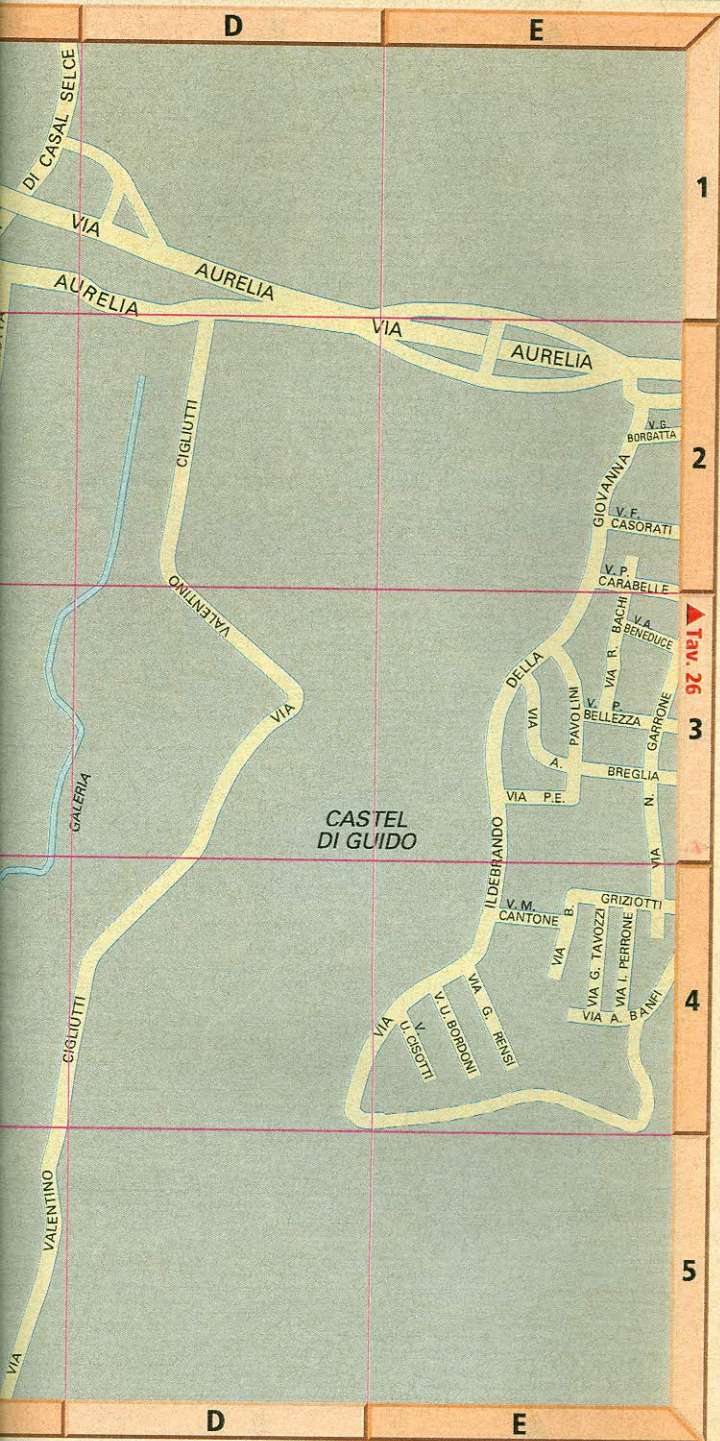 D
E
DI CASAL SELCE
1
VIA
AURELIA
AURELIA
VIA
AURELIA
CIGLIUTTI
V. G.
BORGATTA
2
GIOVANNA
V. F.
CASORATI
V. P.
CARABELLE
VALENTINO
VIA
Tav. 26
VIA R. BACHI
V. A.
BENEDUCE
DELLA
VIA
A.
BREGLIA
PAVOLINI
V. P.
BELLEZZA
GARRONE
3
VIA P.E.
N.
VIA
GALERIA
CASTEL
DI GUIDO
ILDEBRANDO
V. M.
CANTONE
VIA
B.
GRIZIOTTI
VIA G. TAVOZZI
VIA I. PERRONE
VIA A. BANFI
4
VIA
V.
U. CISOTTI
V. U. BORDONI
VIA G. RENSI
CIGLIUTTI
VALENTINO
VIA
5
D
E